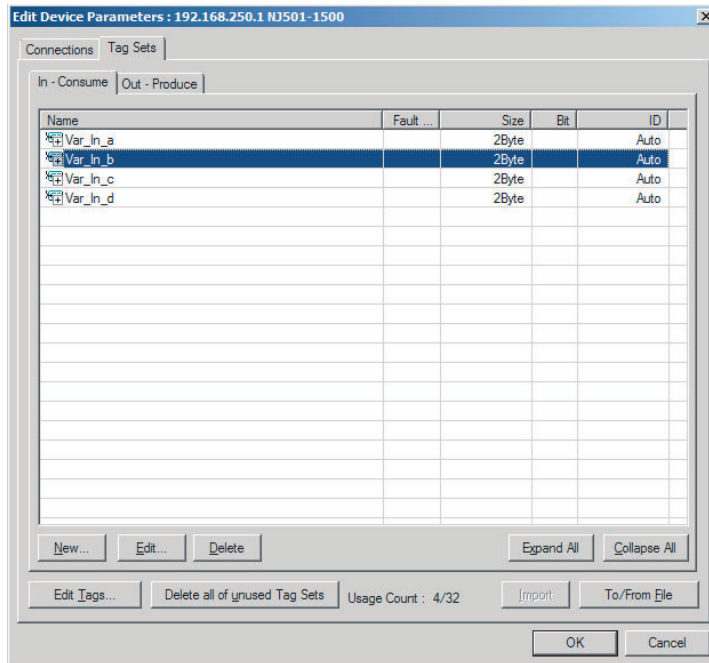 Edit Device Parameters : 192.168.250.1 NJ501-1500
Connections Tag Sets
In - Consume Out - Produce
Name Fault ... Size Bit ID
Var_In_a 2Byte Auto
Var_In_b 2Byte Auto
Var_In_c 2Byte Auto
Var_In_d 2Byte Auto
New... Edit... Delete Expand All Collapse All
Edit Tags... Delete all of unused Tag Sets Usage Count : 4/32 Import To/From File
OK Cancel